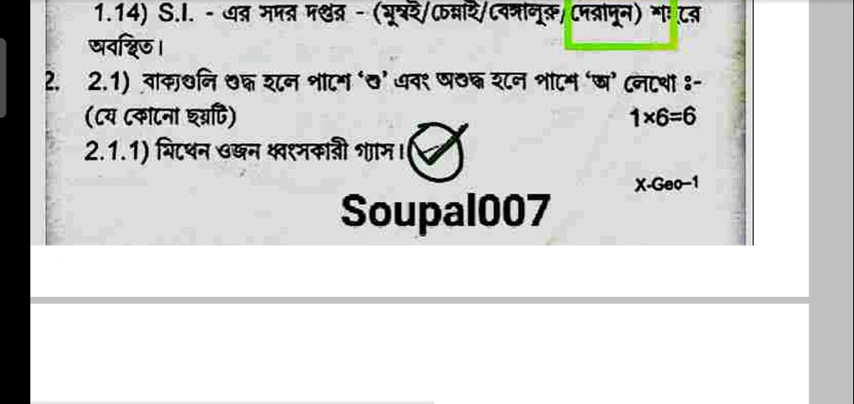 1.14) S.I. - এর সদর দপ্তর - (মুম্বই/চেন্নাই/বেঙ্গালুরু/দেরাদুন) শহরে
অবস্থিত।
2. 2.1) বাক্যগুলি শুদ্ধ হলে পাশে ‘শু’ এবং অশুদ্ধ হলে পাশে ‘অ’ লেখো ঃ-
(যে কোনো ছয়টি) 1×6=6
2.1.1) মিথেন ওজন ধ্বংসকারী গ্যাস।
X-Geo-1
Soupal007